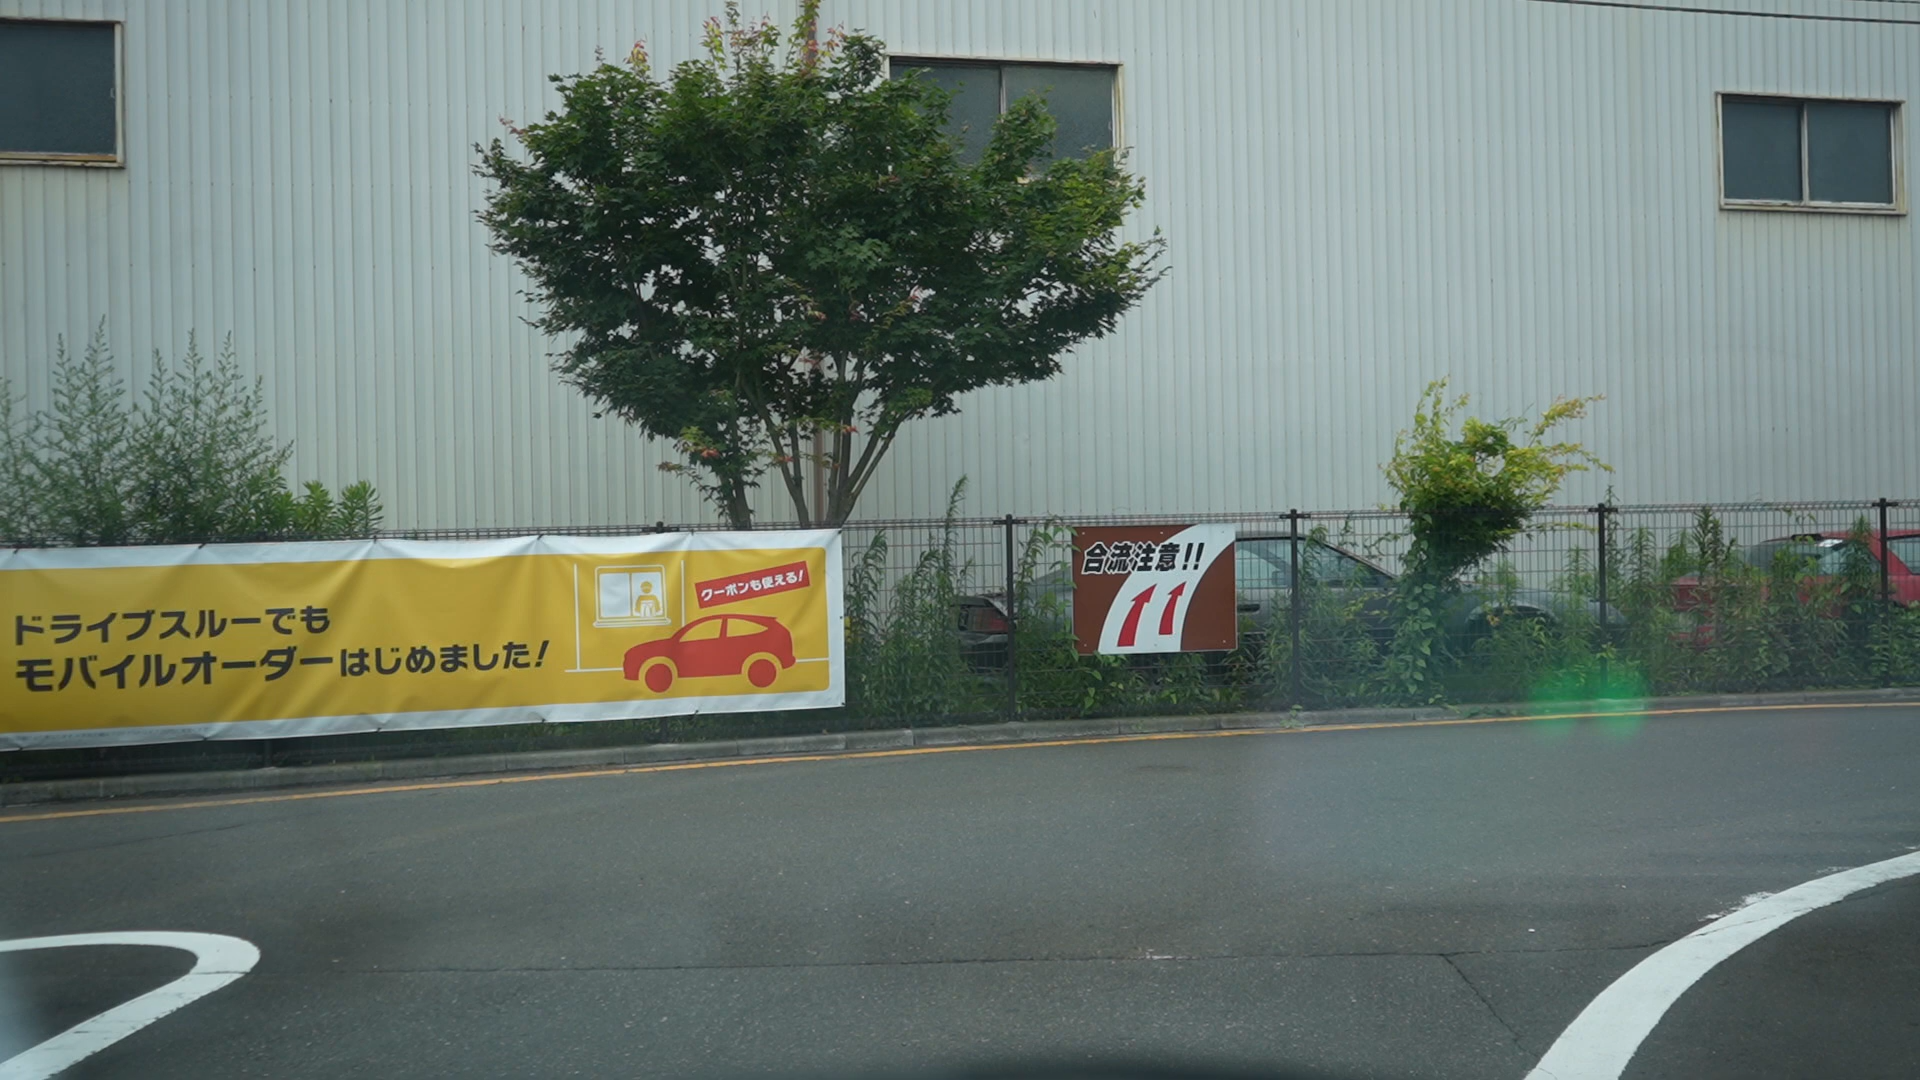 ドライブスルーでも
モバイルオーダーはじめました!
クーポンも使える!
合流注意!!